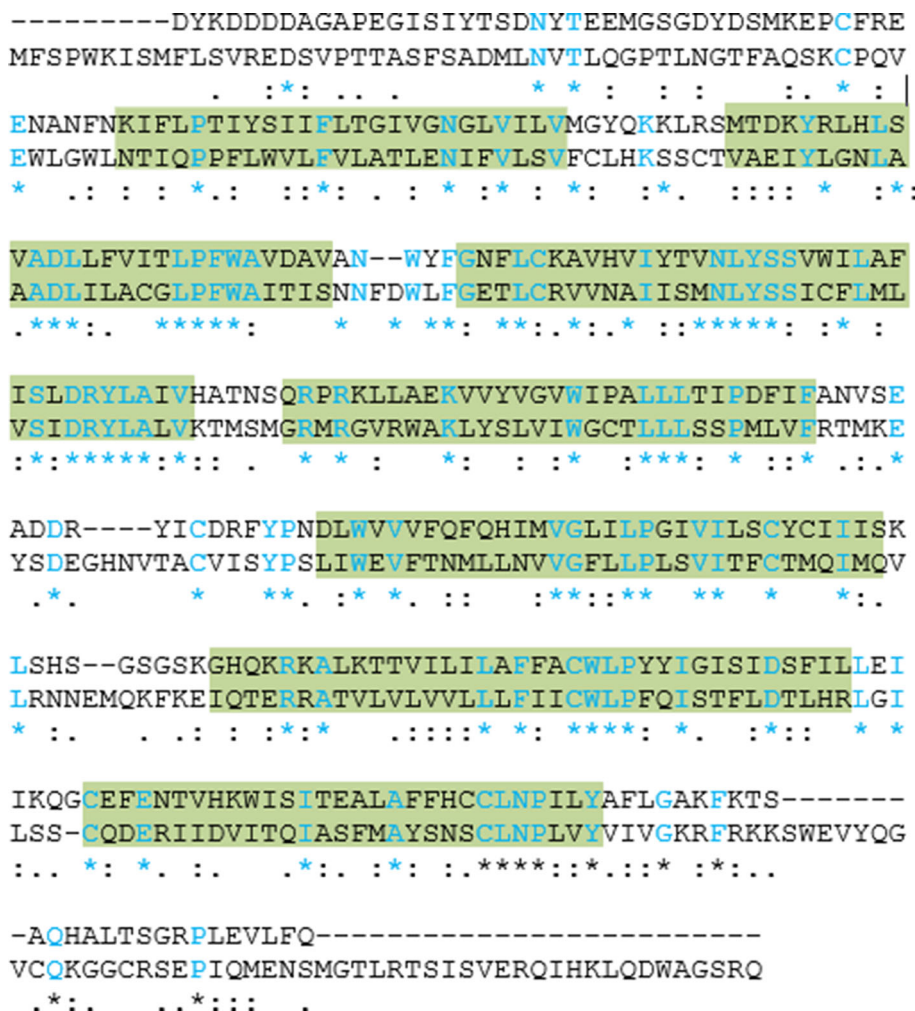 ---------DYKDDDDAGAPEGISIYTSDNYTEEMGSGDYDSMKEPCFRE
MFSPWKISMFLSVREDSVPTTASFSADMLNVTLQGPTLNGTFAQSKCPQV
. :*: .. . * * . : : :. * : |
ENANFNKIFLPTIYSIIFLTGIVGNGLVILVMGYQKKLRSMTDKYRLHLS
EWLGWLNTIQPPFLWVLFVLATLENIFVLSVFCLHKSSCTVAEIYLGNLA
* .: : : *.: ::* : . : * :*: *: : :*. :::: * :*:
VADLLFVITLPFWAVDAVAN--WYFGNFLCKAVHVIYTVNLYSSVWILAF
AADLILACGLPFWAITISNNFDWLFGETLCRVVNAIISMNLYSSICFLML
.***:. *****: * * ** **:.*.* ::*****: * :
ISLDRYLAIVHATNSQRPRKLLAEKVVYVGVWIPALLLTIPDFIFANVSE
VSIDRYLALVKTMSMGRMRGVRWAKLYSLVIWGCTLLLSSPMLVFRTMKE
:*:*****:*:: . * * : * : :* :***: * ::* .:.*
ADDR----YICDRFYPNDLWVVVFQFQHIMVGLILPGIVILSCYCIIISK
YSDEGHNVTACVISYPSLIWEVFTNMLLNVVGFLLPLSVITFCTMQIMQV
.*. * **. :* *. :: :**::** ** * *:.
LSHS--GSGSKGHQKRKALKTTVILILAFFACWLPYYIGISIDSFILLEI
LRNNEMQKFKEIQTERRATVLVLVVLLLFIICWLPFQISTFLDTLHRLGI
* :. . .: : :*:* .::::* *: ****: *. :*:: * *
IKQGCEFENTVHKWISITEALAFFHCCLNPILYAFLGAKFKTS-------
LSS-CQDERIIDVITQIASFMAYSNSCLNPLVYVIVGKRFRKKSWEVYQG
:.. *: *. :. .*:. :*: .****::*.::* :*:..
-AQHALTSGRPLEVLFQ-------------------------
VCQKGGCRSEPIQMENSMGTLRTSISVERQIHKLQDWAGSRQ
.*:. ..*::: .